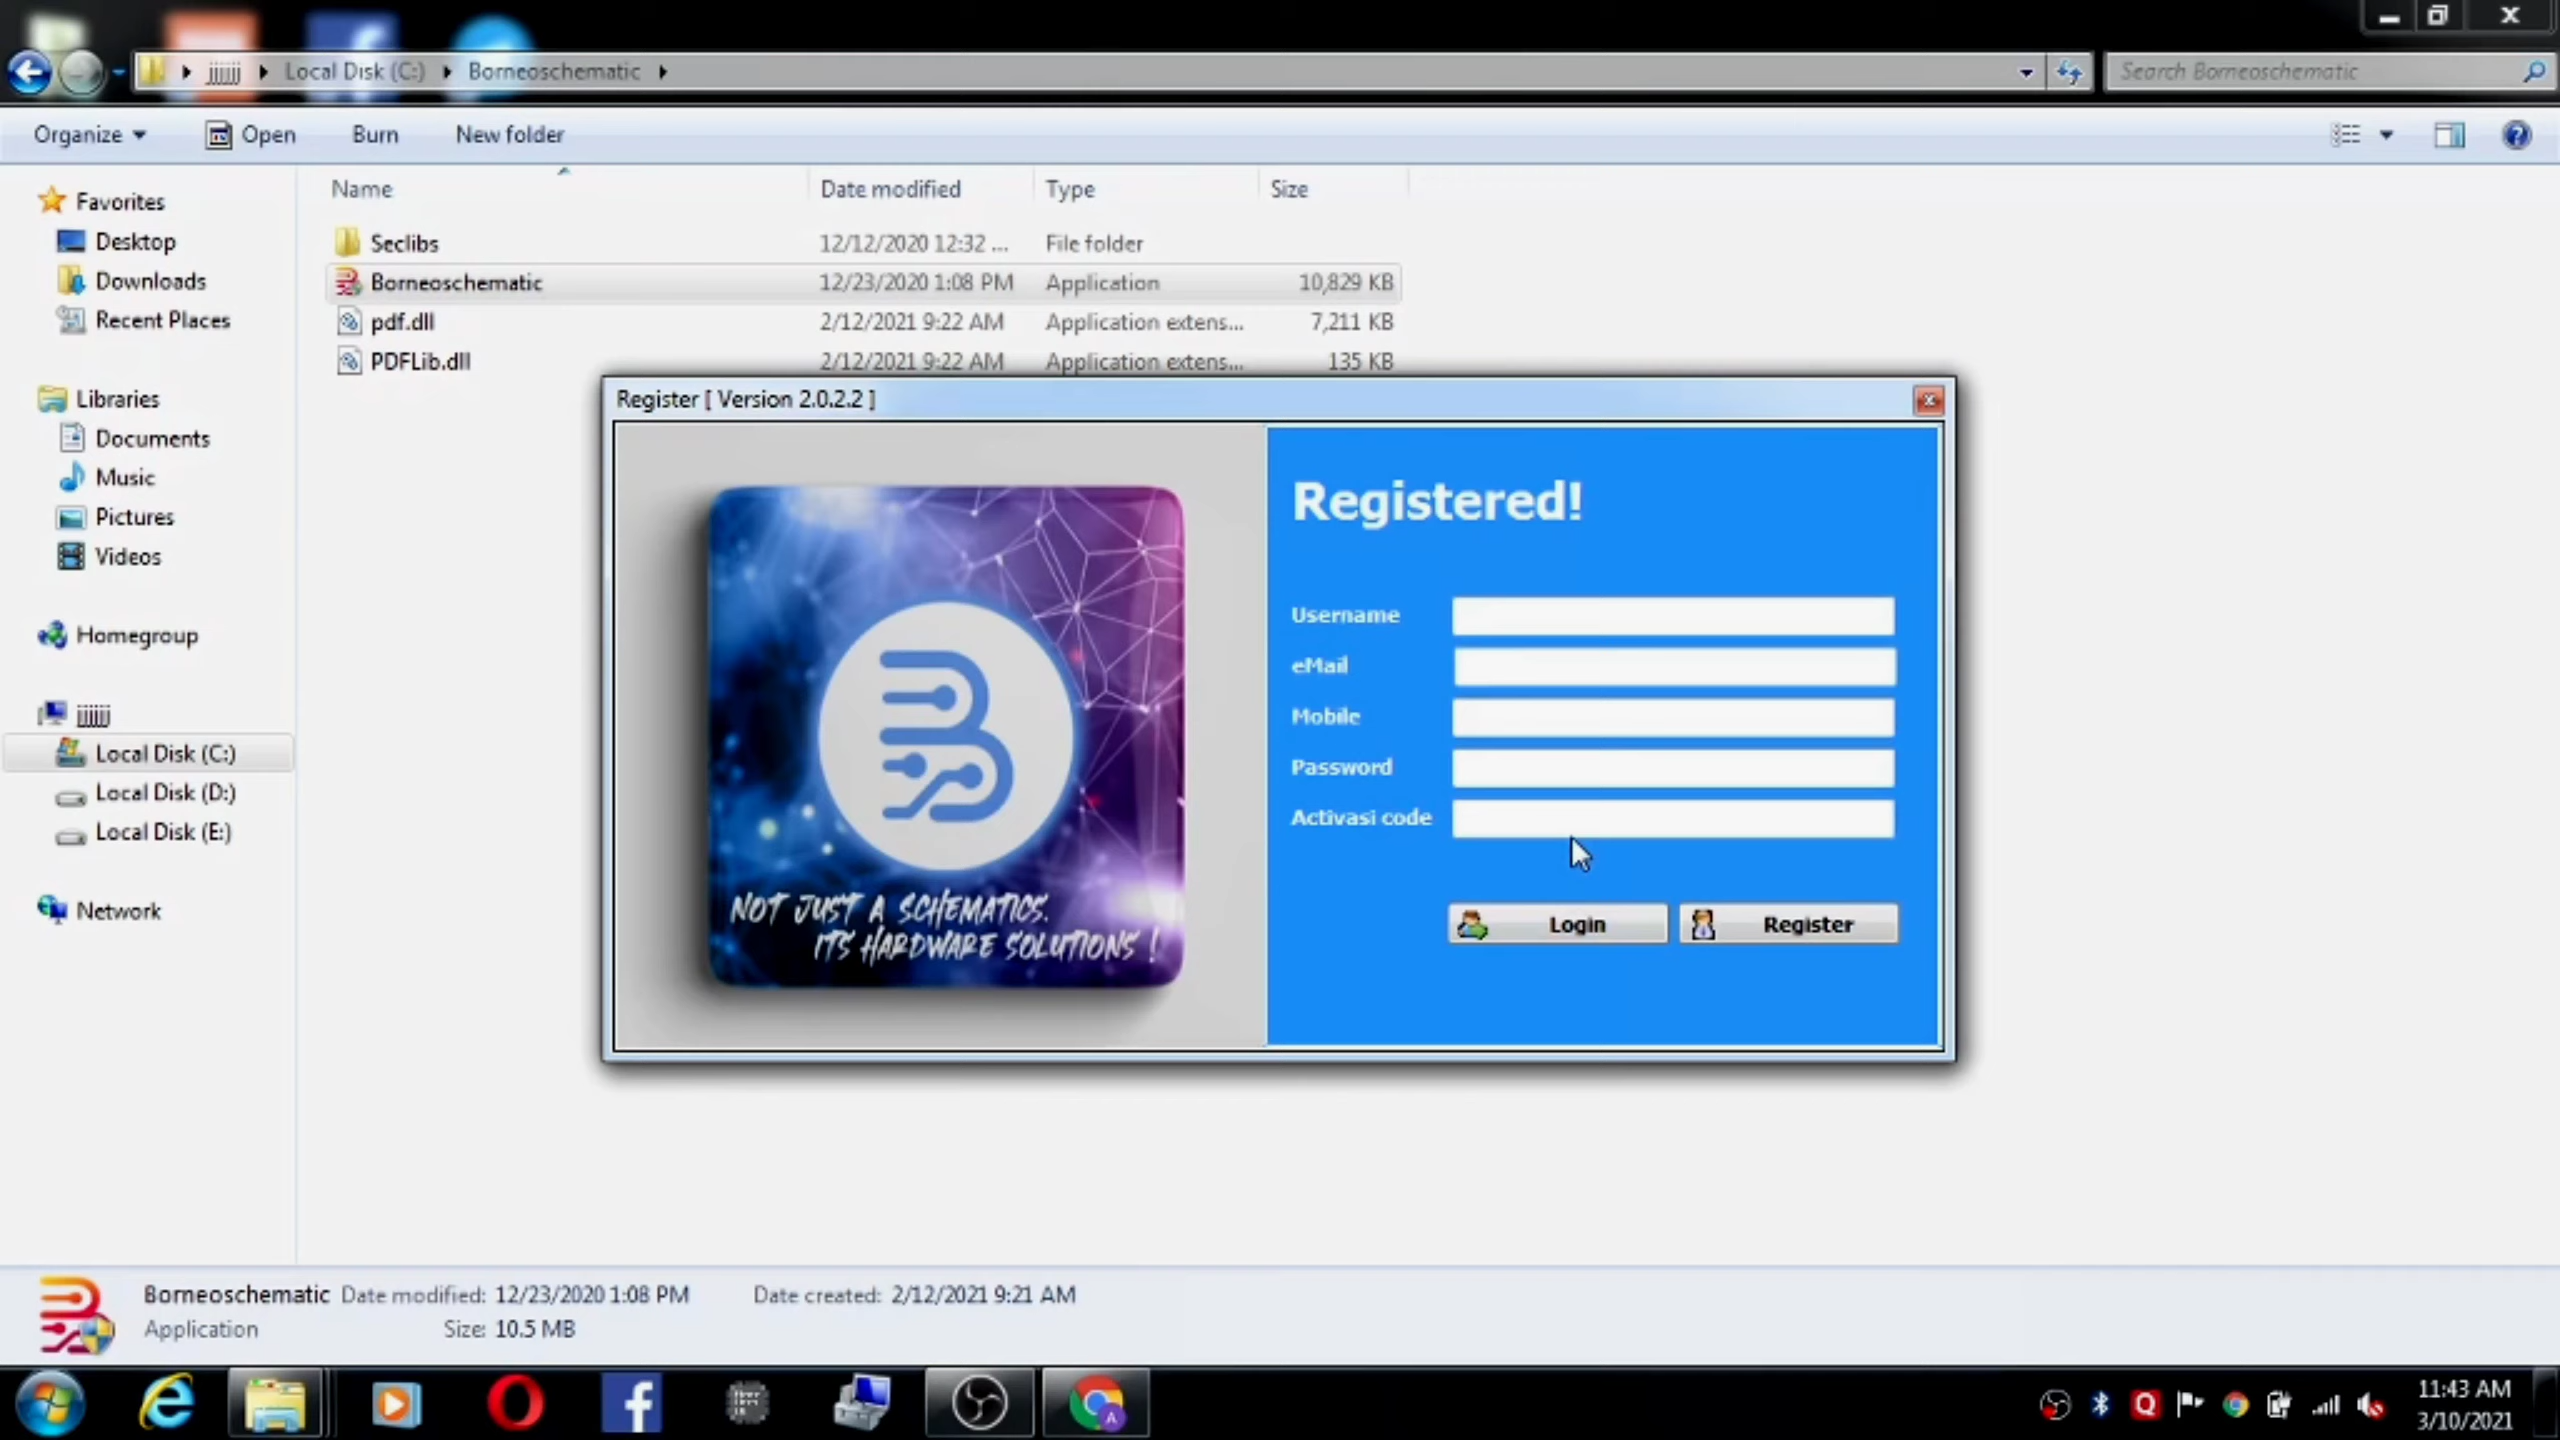 jjjjjj Local Disk (C:) Borneoschematic
Search Borneoschematic
Organize Open Burn New folder
Name Date modified Type Size
Favorites
Desktop
Downloads
Recent Places
Libraries
Documents
Music
Pictures
Videos
Homegroup
jjjjjj
Local Disk (C:)
Local Disk (D:)
Local Disk (E:)
Network
Seclibs 12/12/2020 12:32 ... File folder
Borneoschematic 12/23/2020 1:08 PM Application 10,829 KB
pdf.dll 2/12/2021 9:22 AM Application extens... 7,211 KB
PDFLib.dll 2/12/2021 9:22 AM Application extens... 135 KB
Register [ Version 2.0.2.2 ]
NOT JUST A SCHEMATICS.
ITS HARDWARE SOLUTIONS !
Registered!
Username
eMail
Mobile
Password
Activasi code
Login Register
Borneoschematic Date modified: 12/23/2020 1:08 PM Date created: 2/12/2021 9:21 AM
Application Size: 10.5 MB
11:43 AM
3/10/2021